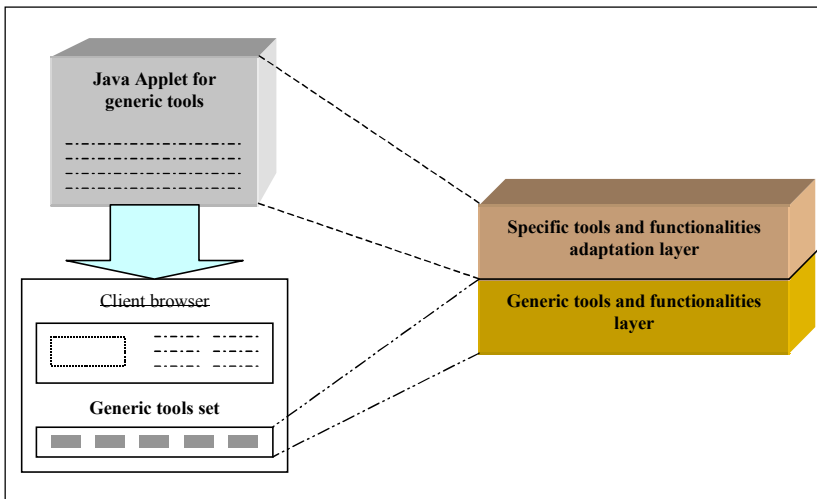 Java Applet for
generic tools
Specific tools and functionalities
adaptation layer
Client browser
Generic tools and functionalities
layer
Generic tools set